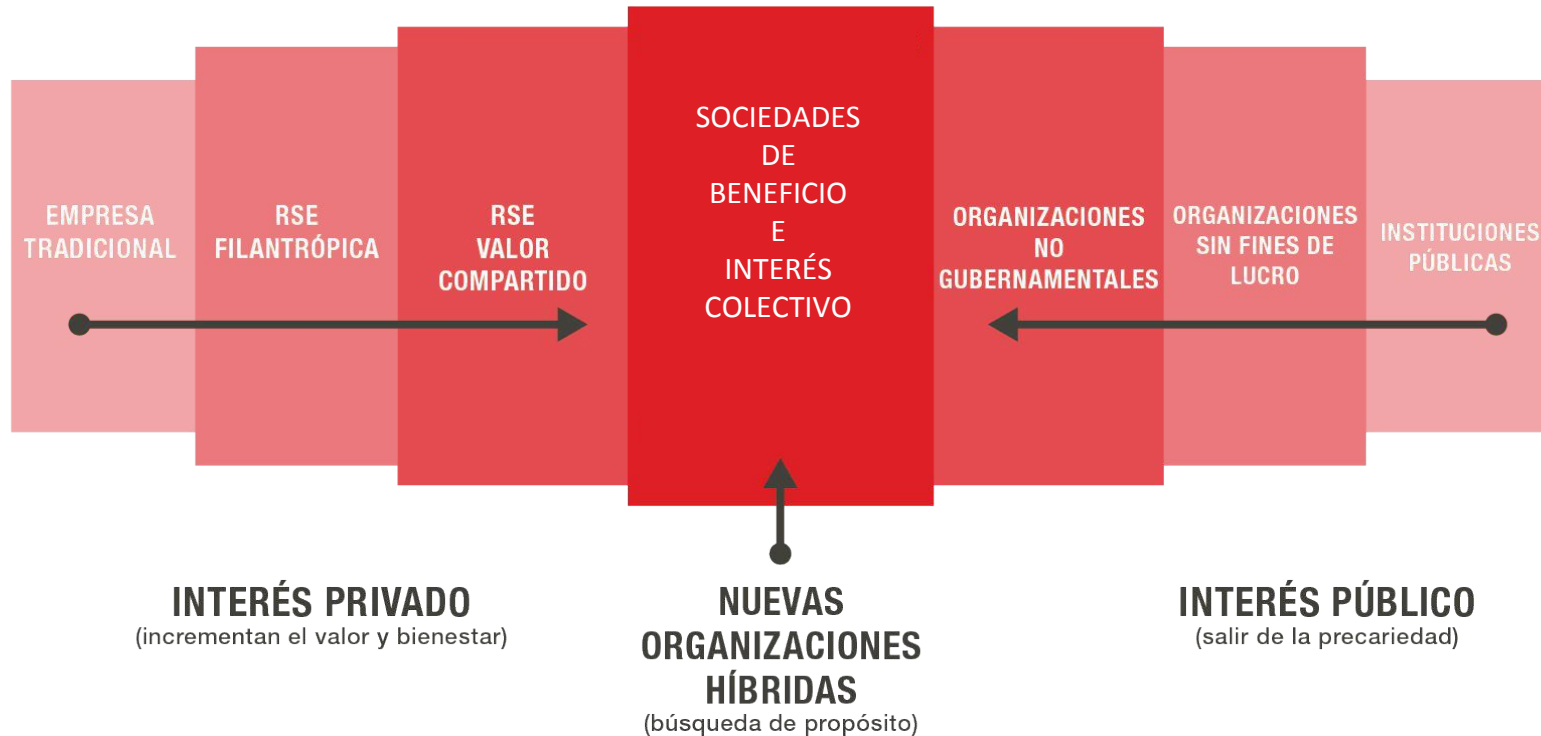 EMPRESA
TRADICIONAL
RSE
FILANTRÓPICA
RSE
VALOR
COMPARTIDO
SOCIEDADES
DE
BENEFICIO
E
INTERÉS
COLECTIVO
ORGANIZACIONES
NO
GUBERNAMENTALES
ORGANIZACIONES
SIN FINES DE
LUCRO
INSTITUCIONES
PÚBLICAS
INTERÉS PRIVADO
(incrementan el valor y bienestar)
NUEVAS
ORGANIZACIONES
HÍBRIDAS
(búsqueda de propósito)
INTERÉS PÚBLICO
(salir de la precariedad)